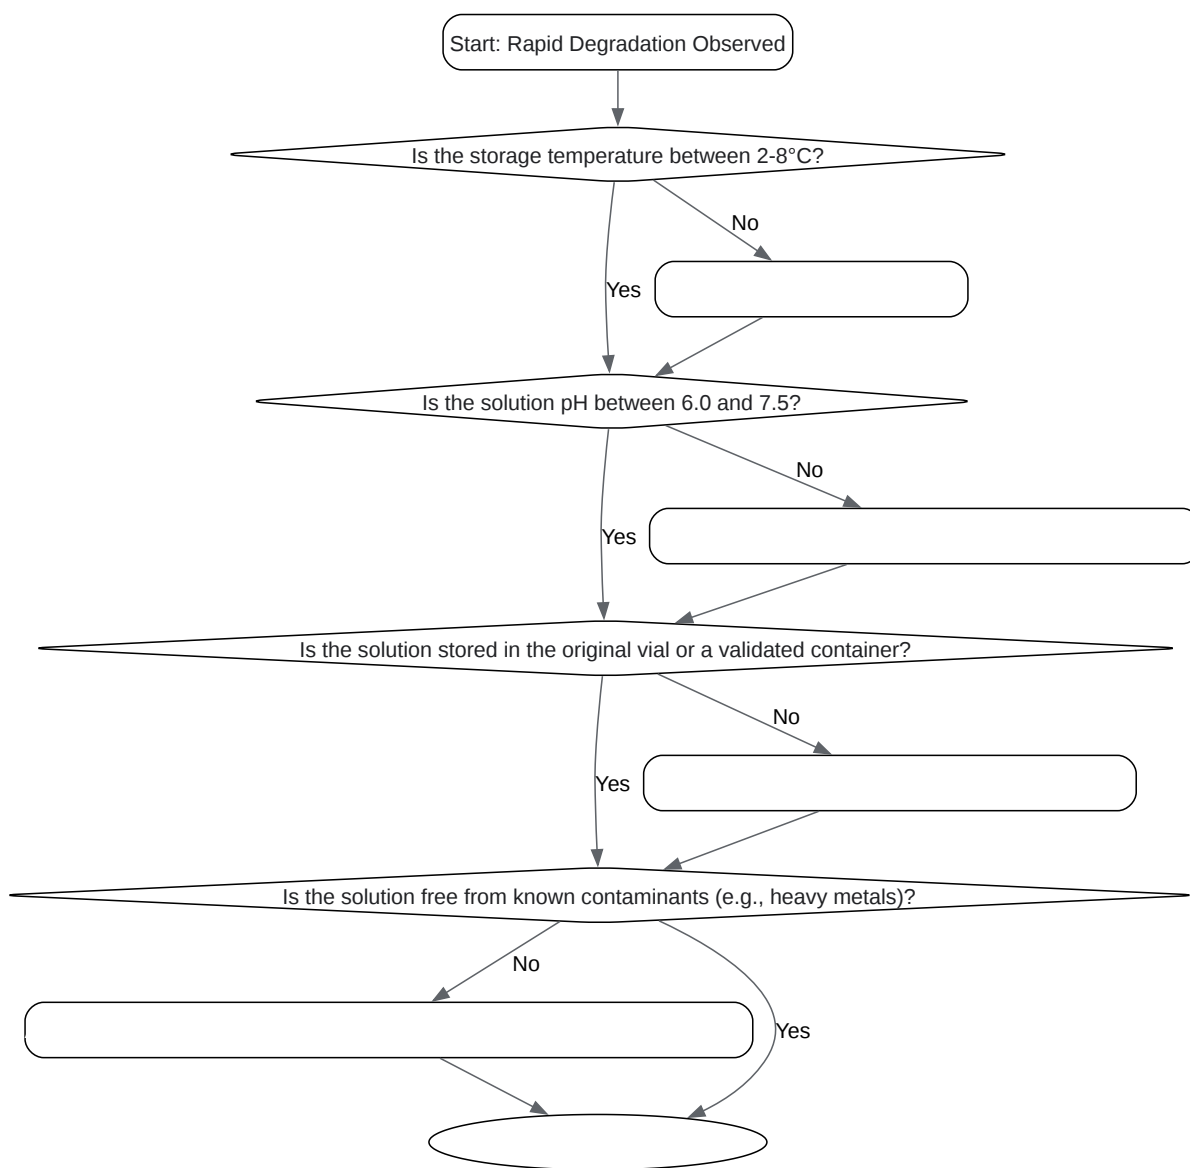 Start: Rapid Degradation Observed
Is the storage temperature between 2-8°C?
No
Yes
Is the solution pH between 6.0 and 7.5?
No
Yes
Is the solution stored in the original vial or a validated container?
No
Yes
Is the solution free from known contaminants (e.g., heavy metals)?
No
Yes